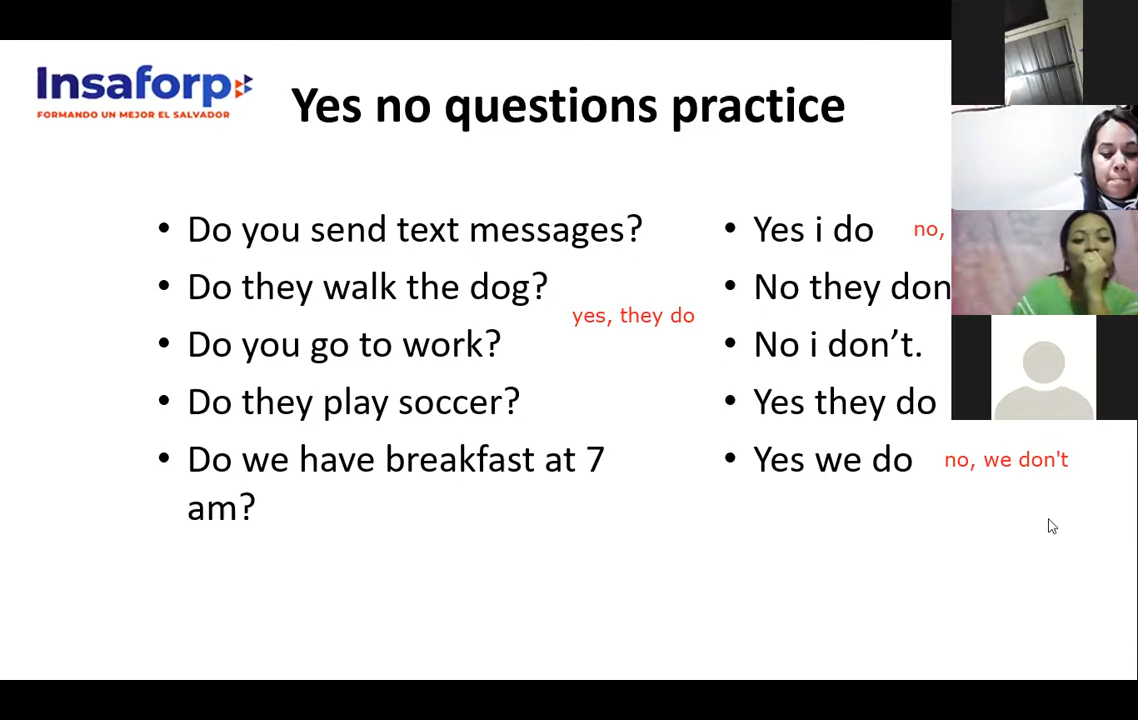 Insaforp
FORMANDO UN MEJOR EL SALVADOR
Yes no questions practice
• Do you send text messages?
• Do they walk the dog?
yes, they do
• Do you go to work?
• Do they play soccer?
• Do we have breakfast at 7
am?
• Yes i do
no,
• No they don
• No i don’t.
• Yes they do
• Yes we do
no, we don't